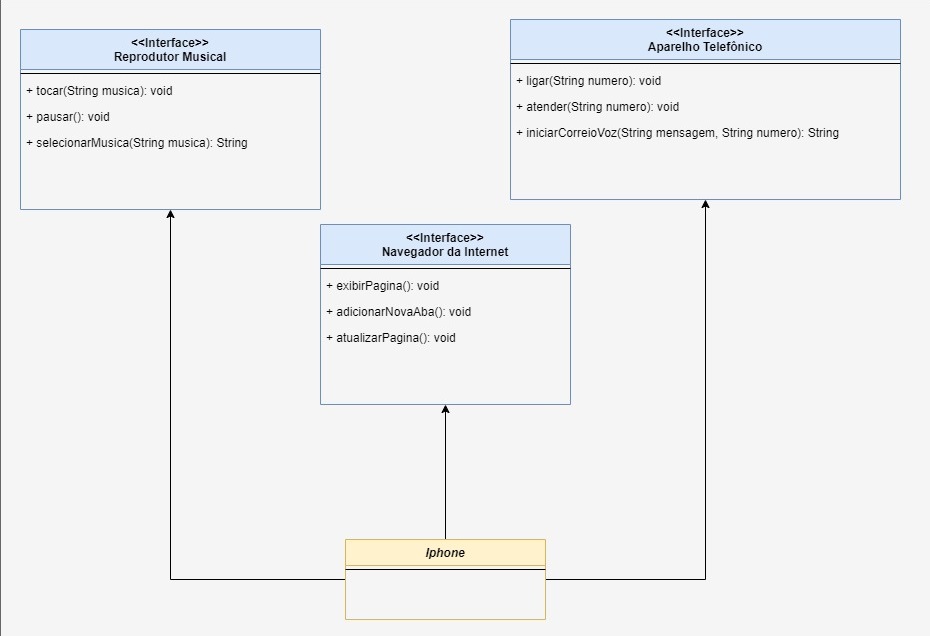 <<Interface>>
Reprodutor Musical
+ tocar(String musica): void
+ pausar(): void
+ selecionarMusica(String musica): String
<<Interface>>
Aparelho Telefônico
+ ligar(String numero): void
+ atender(String numero): void
+ iniciarCorreioVoz(String mensagem, String numero): String
<<Interface>>
Navegador da Internet
+ exibirPagina(): void
+ adicionarNovaAba(): void
+ atualizarPagina(): void
Iphone